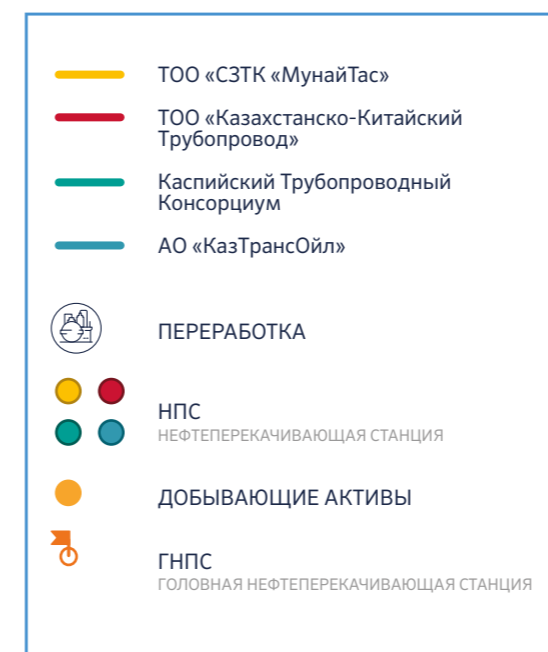 ТОО «СЗТК «МунайТас»
ТОО «Казахстанско-Китайский
Трубопровод»
Каспийский Трубопроводный
Консорциум
АО «КазТрансОйл»
ПЕРЕРАБОТКА
НПС
НЕФТЕПЕРЕКАЧИВАЮЩАЯ СТАНЦИЯ
ДОБЫВАЮЩИЕ АКТИВЫ
ГНПС
ГОЛОВНАЯ НЕФТЕПЕРЕКАЧИВАЮЩАЯ СТАНЦИЯ